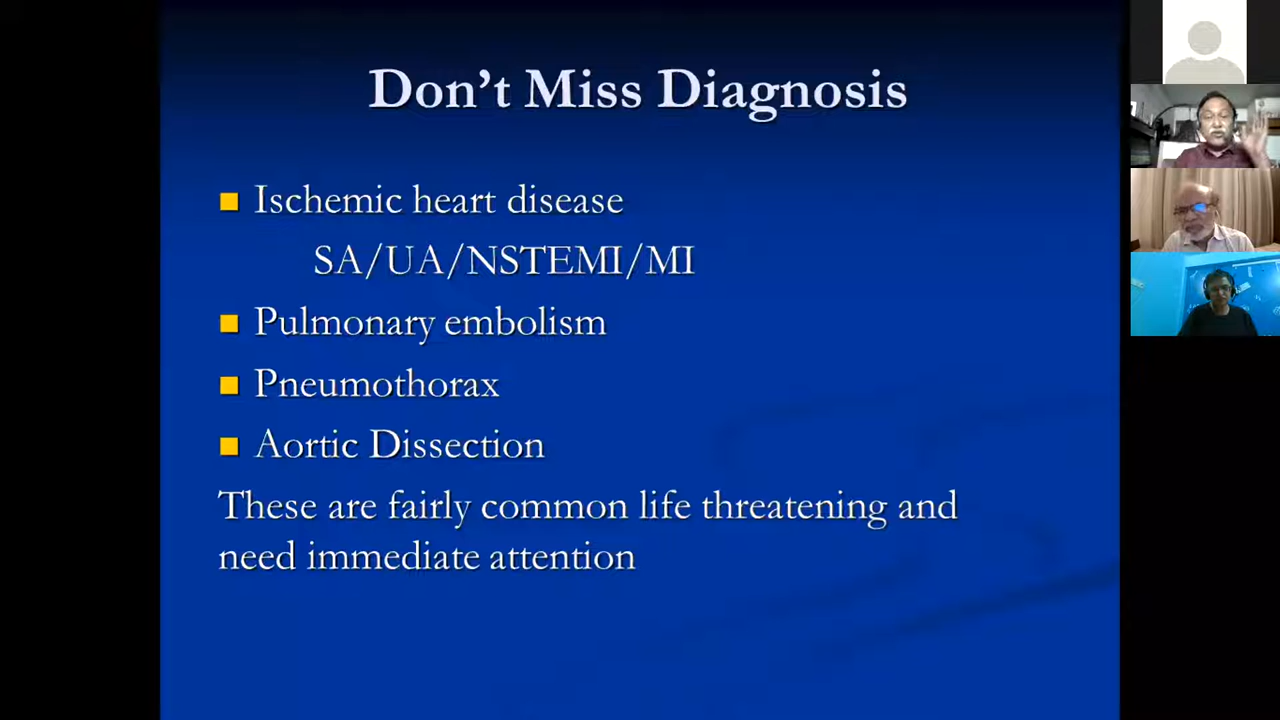 Don't Miss Diagnosis
Ischemic heart disease
SA/UA/NSTEMI/MI
Pulmonary embolism
Pneumothorax
Aortic Dissection
These are fairly common life threatening and
need immediate attention